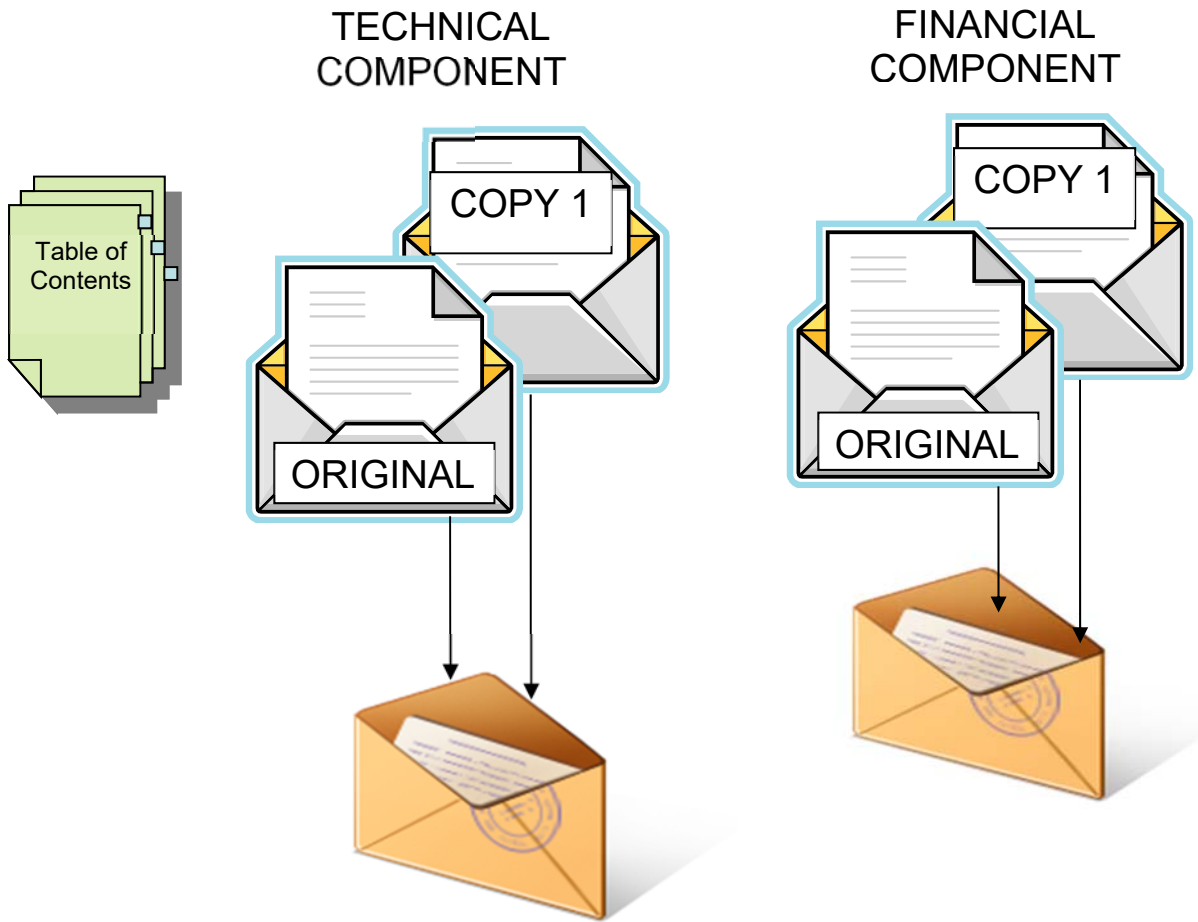 TECHNICAL
COMPONENT
FINANCIAL
COMPONENT
Table of
Contents
COPY 1
ORIGINAL
COPY 1
ORIGINAL